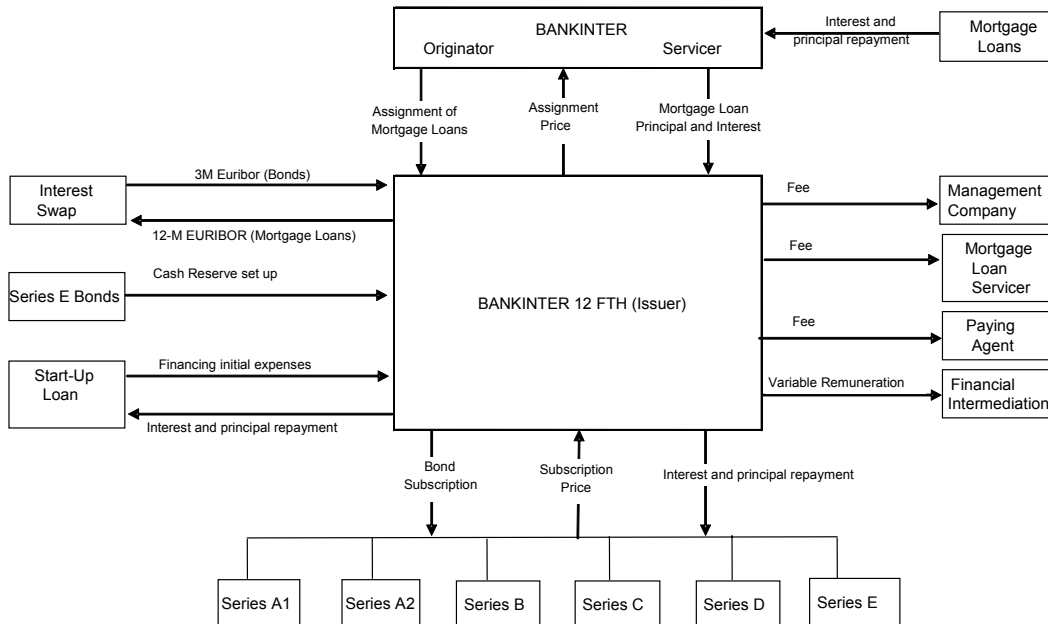 BANKINTER
Originator
Servicer
Interest and
principal repayment
Mortgage
Loans
Assignment of
Mortgage Loans
Assignment
Price
Mortgage Loan
Principal and Interest
Interest
Swap
3M Euribor (Bonds)
12-M EURIBOR (Mortgage Loans)
Series E Bonds
Cash Reserve set up
Start-Up
Loan
Financing initial expenses
Interest and principal repayment
BANKINTER 12 FTH (Issuer)
Fee
Management
Company
Fee
Mortgage
Loan
Servicer
Fee
Paying
Agent
Variable Remuneration
Financial
Intermediation
Bond
Subscription
Subscription
Price
Interest and principal repayment
Series A1
Series A2
Series B
Series C
Series D
Series E